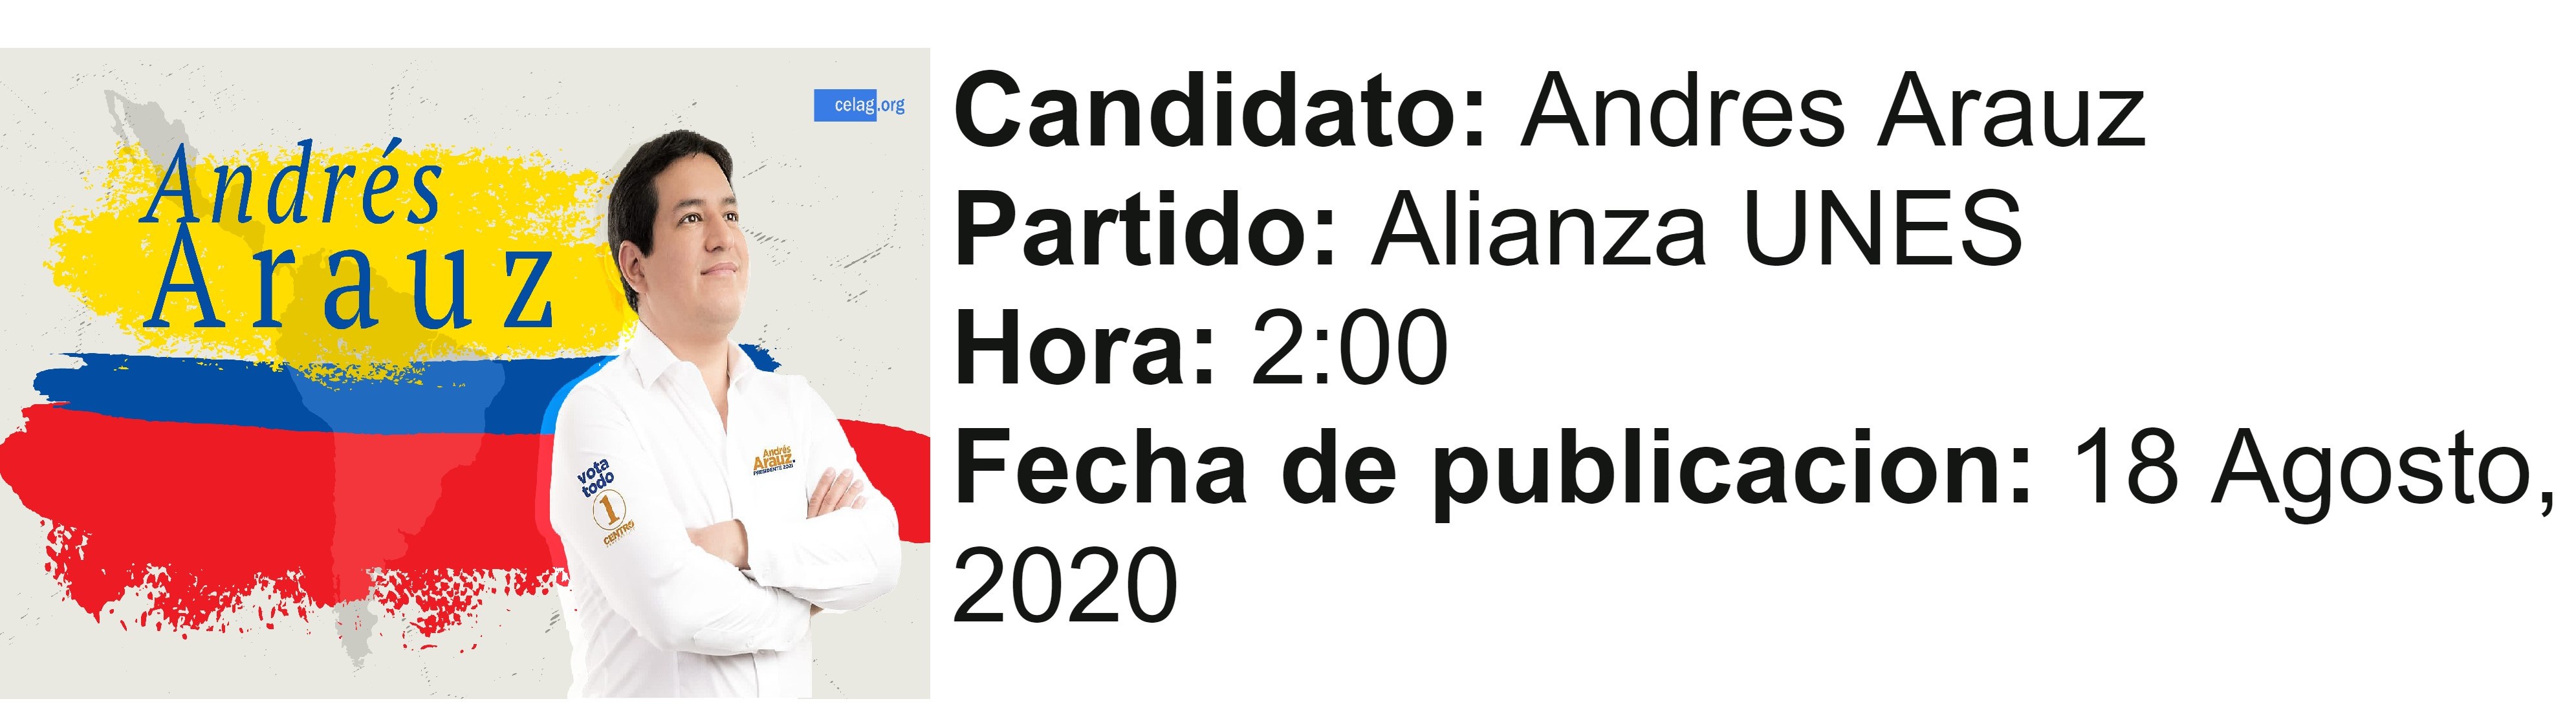 celag.org
Andrés
Arauz
vota
todo
1
CENTRO
Andrés
Arauz.
PRESIDENTE 2021
Candidato: Andres Arauz
Partido: Alianza UNES
Hora: 2:00
Fecha de publicacion: 18 Agosto,
2020